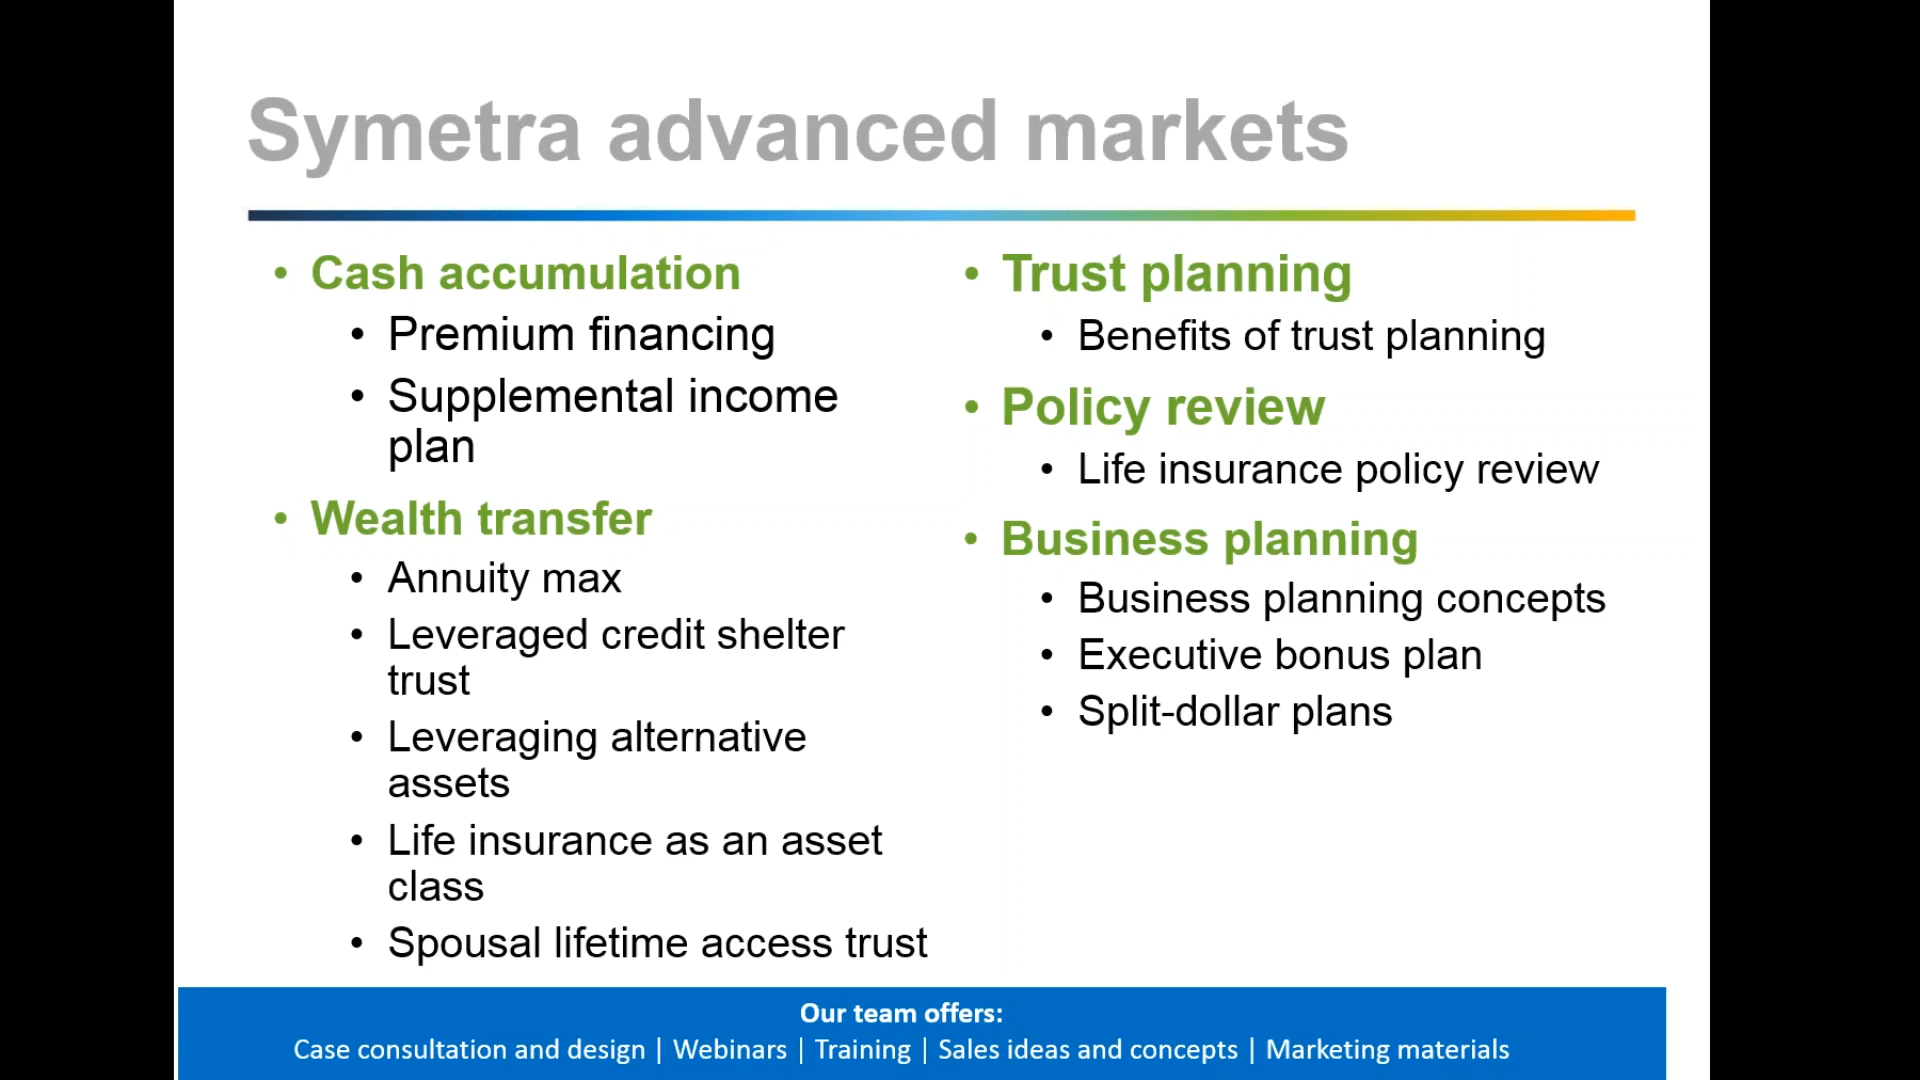 Symetra advanced markets
• Cash accumulation
• Premium financing
• Supplemental income
plan
• Wealth transfer
• Annuity max
• Leveraged credit shelter
trust
• Leveraging alternative
assets
• Life insurance as an asset
class
• Spousal lifetime access trust
• Trust planning
• Benefits of trust planning
• Policy review
• Life insurance policy review
• Business planning
• Business planning concepts
• Executive bonus plan
• Split-dollar plans
Our team offers:
Case consultation and design | Webinars | Training | Sales ideas and concepts | Marketing materials